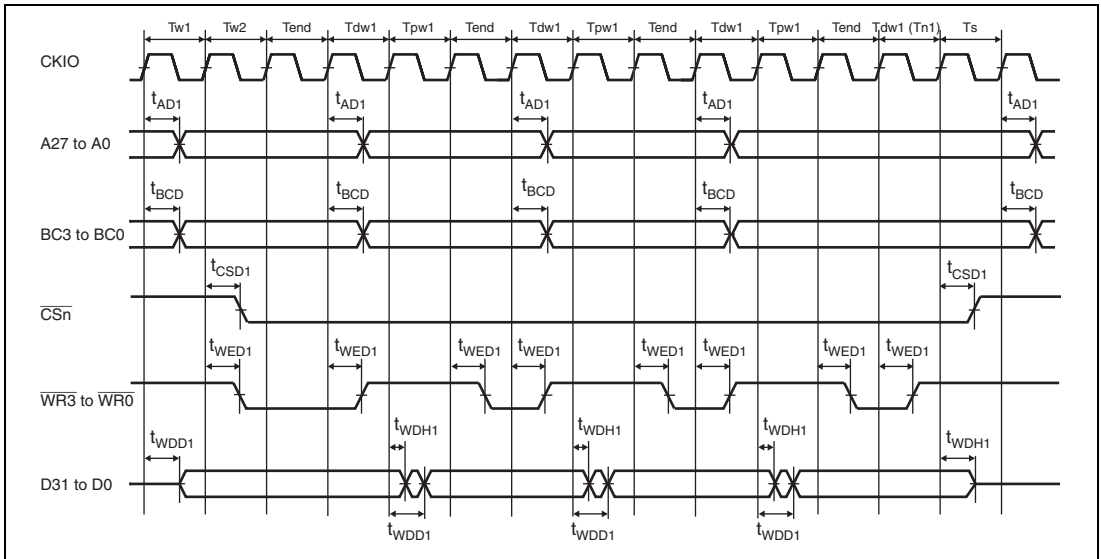 Tw1 Tw2 Tend Tdw1 Tpw1 Tend Tdw1 Tpw1 Tend Tdw1 Tpw1 Tend Tdw1 (Tn1) Ts
CKIO
tAD1 tAD1 tAD1 tAD1 tAD1
A27 to A0
tBCD tBCD tBCD tBCD tBCD
BC3 to BC0
tCSD1 tCSD1
CSn
tWED1 tWED1 tWED1 tWED1 tWED1 tWED1 tWED1 tWED1
WR3 to WR0
tWDD1 tWDH1 tWDH1 tWDH1 tWDH1
D31 to D0
tWDD1 tWDD1 tWDD1